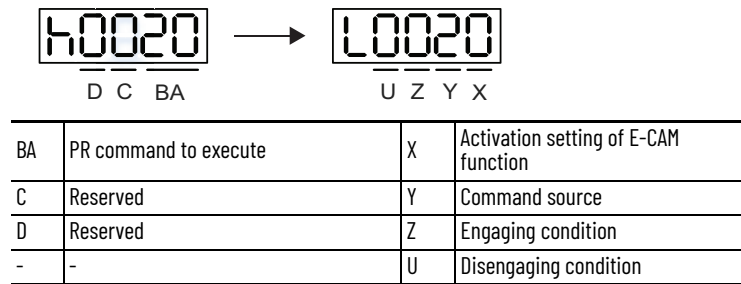 h0020 L0020
D C BA U Z Y X
BA PR command to execute X Activation setting of E-CAM function
C Reserved Y Command source
D Reserved Z Engaging condition
- - U Disengaging condition